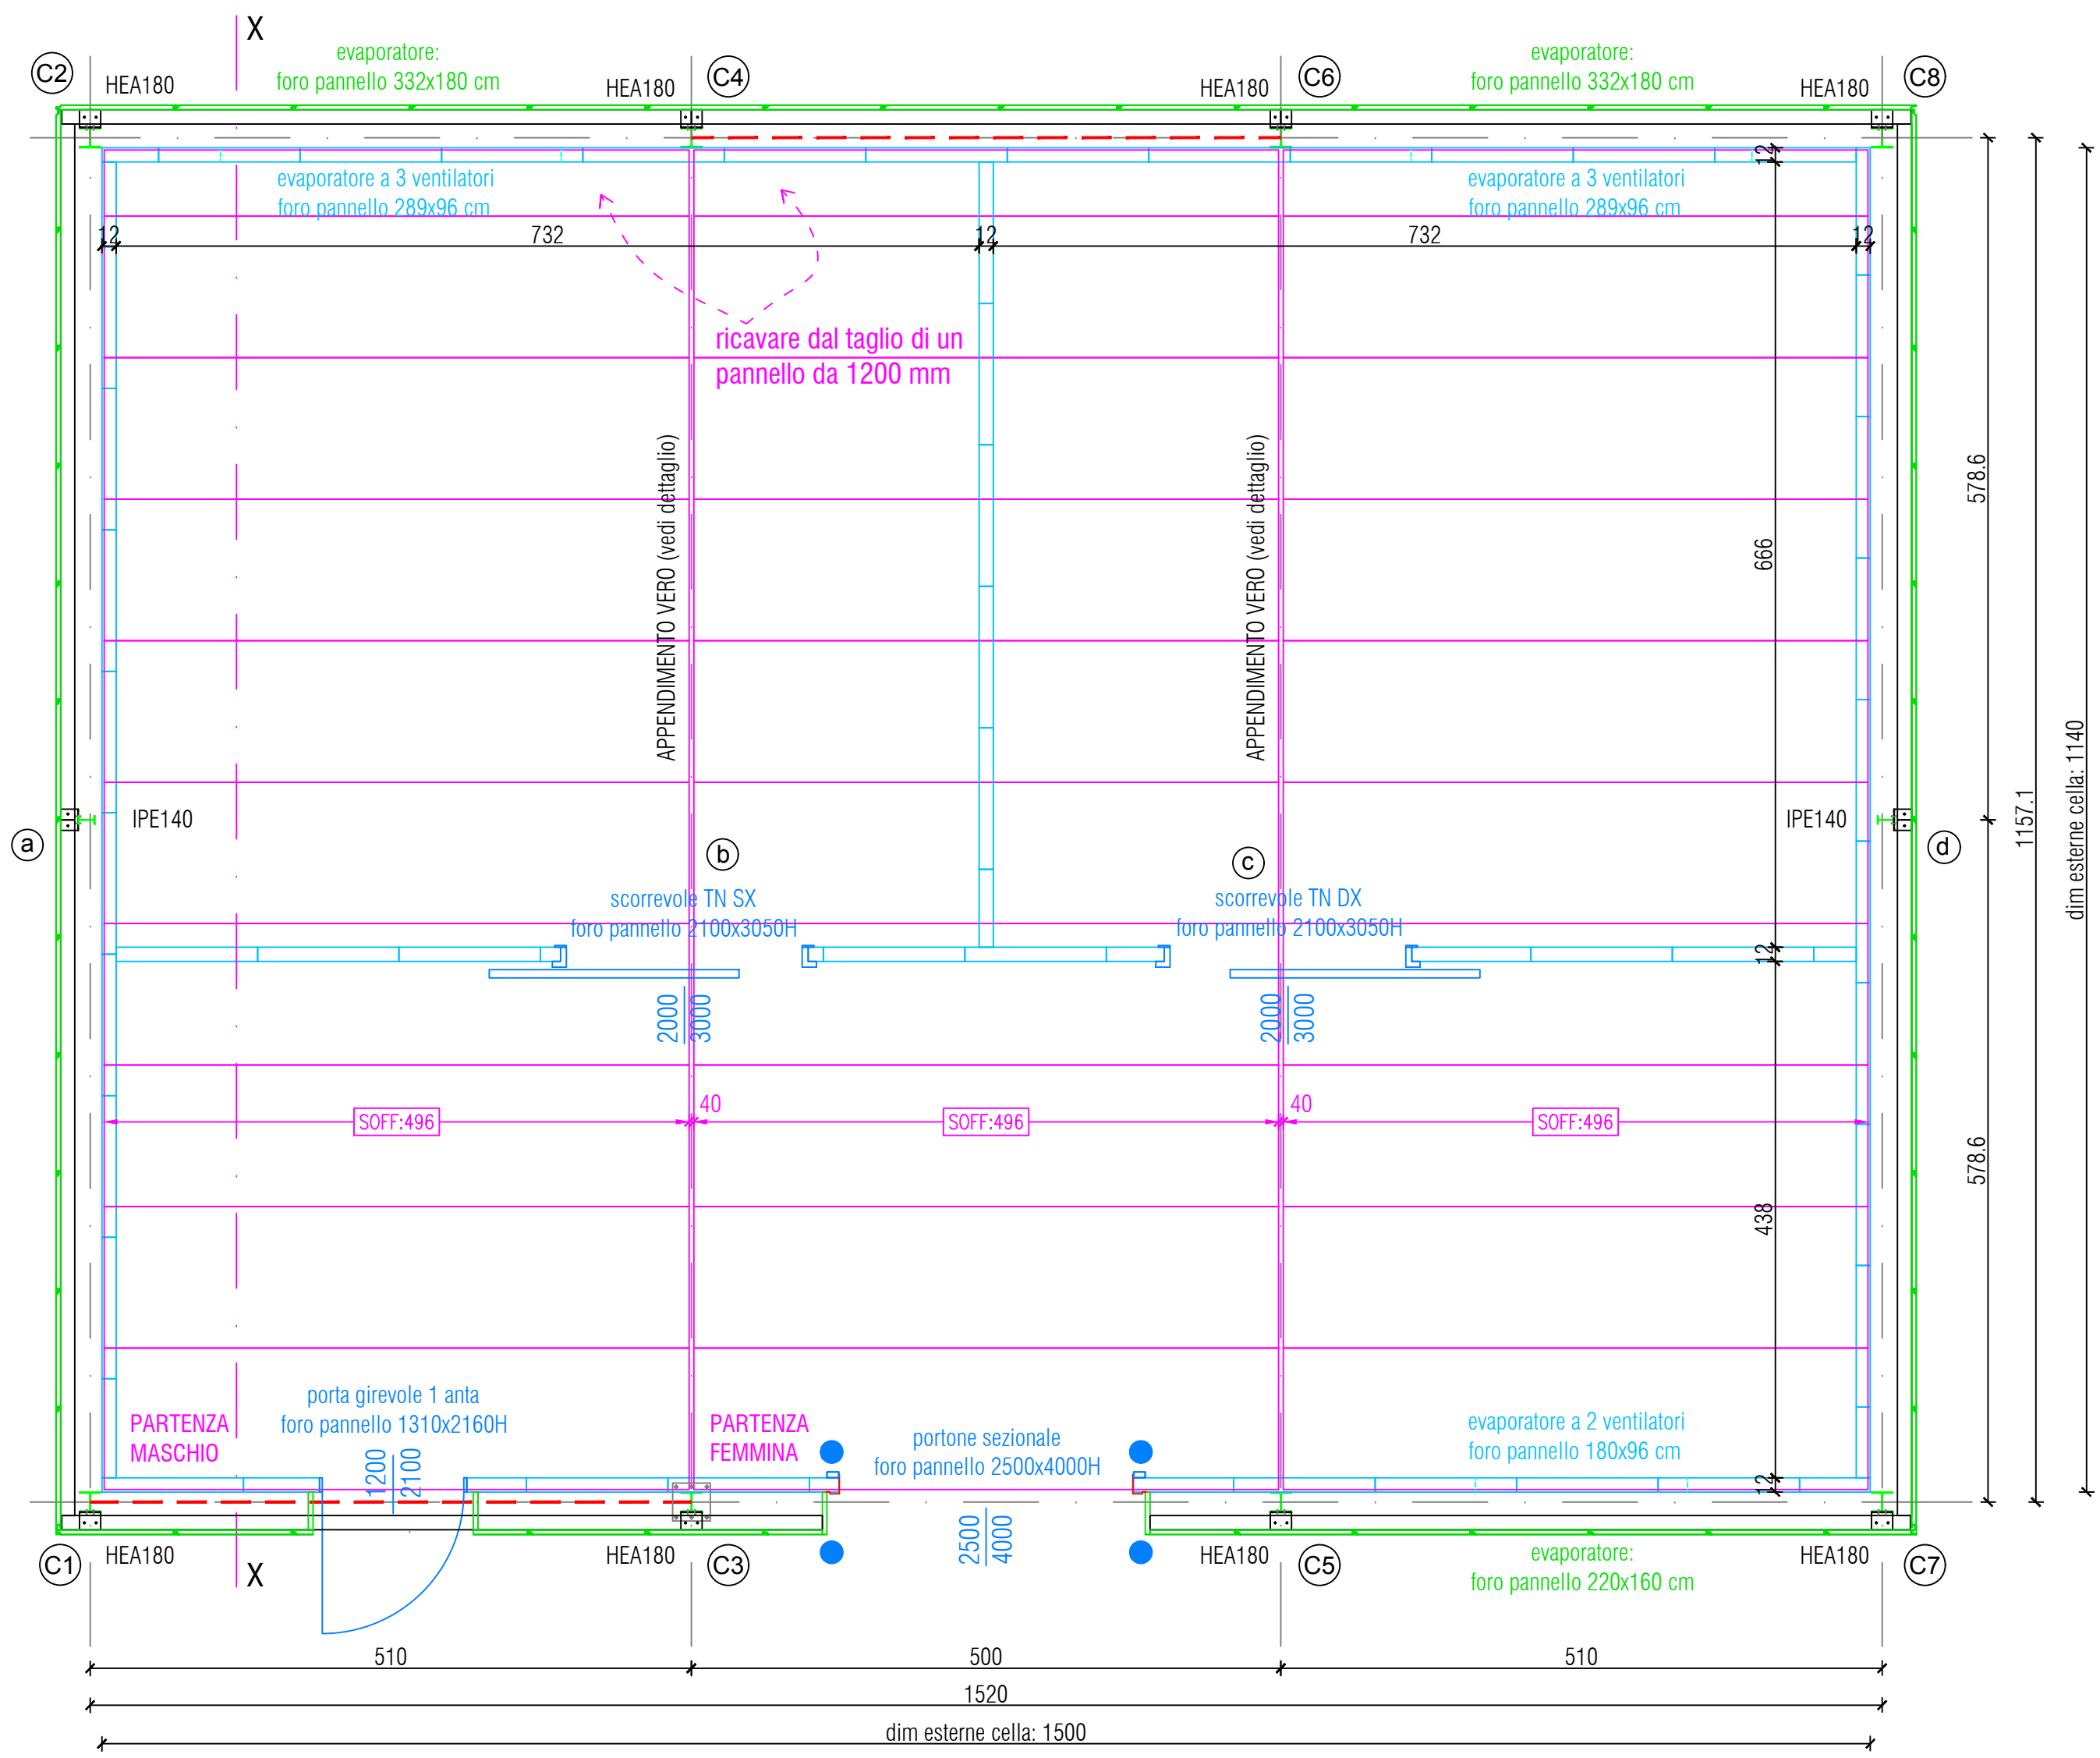 X
C2
HEA180
evaporatore:
foro pannello 332x180 cm
HEA180
C4
HEA180
C6
evaporatore:
foro pannello 332x180 cm
HEA180
C8
evaporatore a 3 ventilatori
foro pannello 289x96 cm
evaporatore a 3 ventilatori
foro pannello 289x96 cm
12
12
732
12
732
12
ricavare dal taglio di un
pannello da 1200 mm
APPENDIMENTO VERO (vedi dettaglio)
APPENDIMENTO VERO (vedi dettaglio)
666
578.6
1157.1
dim esterne cella: 1140
IPE140
IPE140
a
b
c
d
scorrevole TN SX
foro pannello 2100x3050H
scorrevole TN DX
foro pannello 2100x3050H
12
2000
3000
2000
3000
40
40
SOFF:496
SOFF:496
SOFF:496
578.6
438
PARTENZA
MASCHIO
porta girevole 1 anta
foro pannello 1310x2160H
1200
2100
PARTENZA
FEMMINA
portone sezionale
foro pannello 2500x4000H
evaporatore a 2 ventilatori
foro pannello 180x96 cm
12
2500
4000
C1
HEA180
X
HEA180
C3
HEA180
C5
evaporatore:
foro pannello 220x160 cm
HEA180
C7
510
500
510
1520
dim esterne cella: 1500